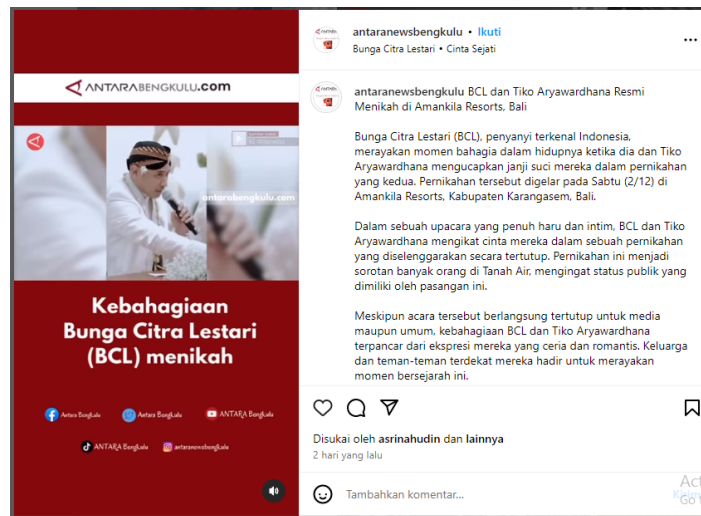 ANTARABENGKULU.com
antarabengkulu.com
Kebahagiaan
Bunga Citra Lestari
(BCL) menikah
Antara Bengkulu
Antara Bengkulu
ANTARA Bengkulu
ANTARA Bengkulu
antaranewsbengkulu
antaranewsbengkulu • Ikuti
Bunga Citra Lestari • Cinta Sejati
antaranewsbengkulu BCL dan Tiko Aryawardhana Resmi
Menikah di Amankila Resorts, Bali
Bunga Citra Lestari (BCL), penyanyi terkenal Indonesia,
merayakan momen bahagia dalam hidupnya ketika dia dan Tiko
Aryawardhana mengucapkan janji suci mereka dalam pernikahan
yang kedua. Pernikahan tersebut digelar pada Sabtu (2/12) di
Amankila Resorts, Kabupaten Karangasem, Bali.
Dalam sebuah upacara yang penuh haru dan intim, BCL dan Tiko
Aryawardhana mengikat cinta mereka dalam sebuah pernikahan
yang diselenggarakan secara tertutup. Pernikahan ini menjadi
sorotan banyak orang di Tanah Air, mengingat status publik yang
dimiliki oleh pasangan ini.
Meskipun acara tersebut berlangsung tertutup untuk media
maupun umum, kebahagiaan BCL dan Tiko Aryawardhana
terpancar dari ekspresi mereka yang ceria dan romantis. Keluarga
dan teman-teman terdekat mereka hadir untuk merayakan
momen bersejarah ini.
Disukai oleh asrinahudin dan lainnya
2 hari yang lalu
Tambahkan komentar...